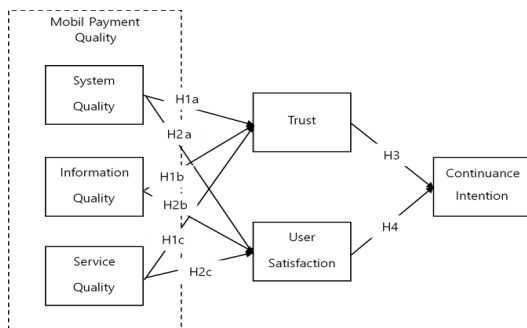 Mobil Payment
Quality
System
Quality
H1a
H2a
Trust
Information
Quality
H1b
H2b
H3
Continuance
Intention
H4
Service
Quality
H1c
H2c
User
Satisfaction